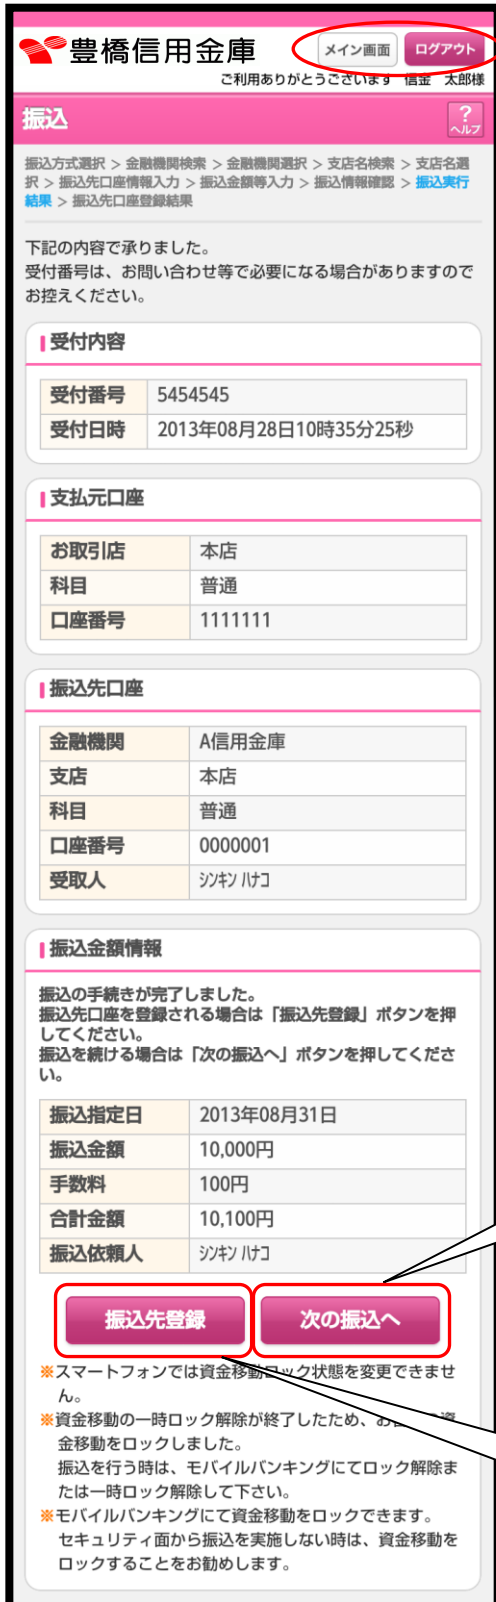 豊橋信用金庫
メイン画面 ログアウト
ご利用ありがとうございます 信金 太郎様
振込
?
ヘルプ
振込方式選択 > 金融機関検索 > 金融機関選択 > 支店名検索 > 支店名選
択 > 振込先口座情報入力 > 振込金額等入力 > 振込情報確認 > 振込実行
結果 > 振込先口座登録結果
下記の内容で承りました。
受付番号は、お問い合わせ等で必要になる場合がありますので
お控えください。
受付内容
受付番号 5454545
受付日時 2013年08月28日10時35分25秒
支払元口座
お取引店 本店
科目 普通
口座番号 1111111
振込先口座
金融機関 A信用金庫
支店 本店
科目 普通
口座番号 0000001
受取人 ｼﾝｷﾝ ﾊﾅｺ
振込金額情報
振込の手続きが完了しました。
振込先口座を登録される場合は「振込先登録」ボタンを押
してください。
振込を続ける場合は「次の振込へ」ボタンを押してくださ
い。
振込指定日 2013年08月31日
振込金額 10,000円
手数料 100円
合計金額 10,100円
振込依頼人 ｼﾝｷﾝ ﾊﾅｺ
振込先登録 次の振込へ
※スマートフォンでは資金移動ロック状態を変更できませ
ん。
※資金移動の一時ロック解除が終了したため、お 資
金移動をロックしました。
振込を行う時は、モバイルバンキングにてロック解除ま
たは一時ロック解除して下さい。
※モバイルバンキングにて資金移動をロックできます。
セキュリティ面から振込を実施しない時は、資金移動を
ロックすることをお勧めします。